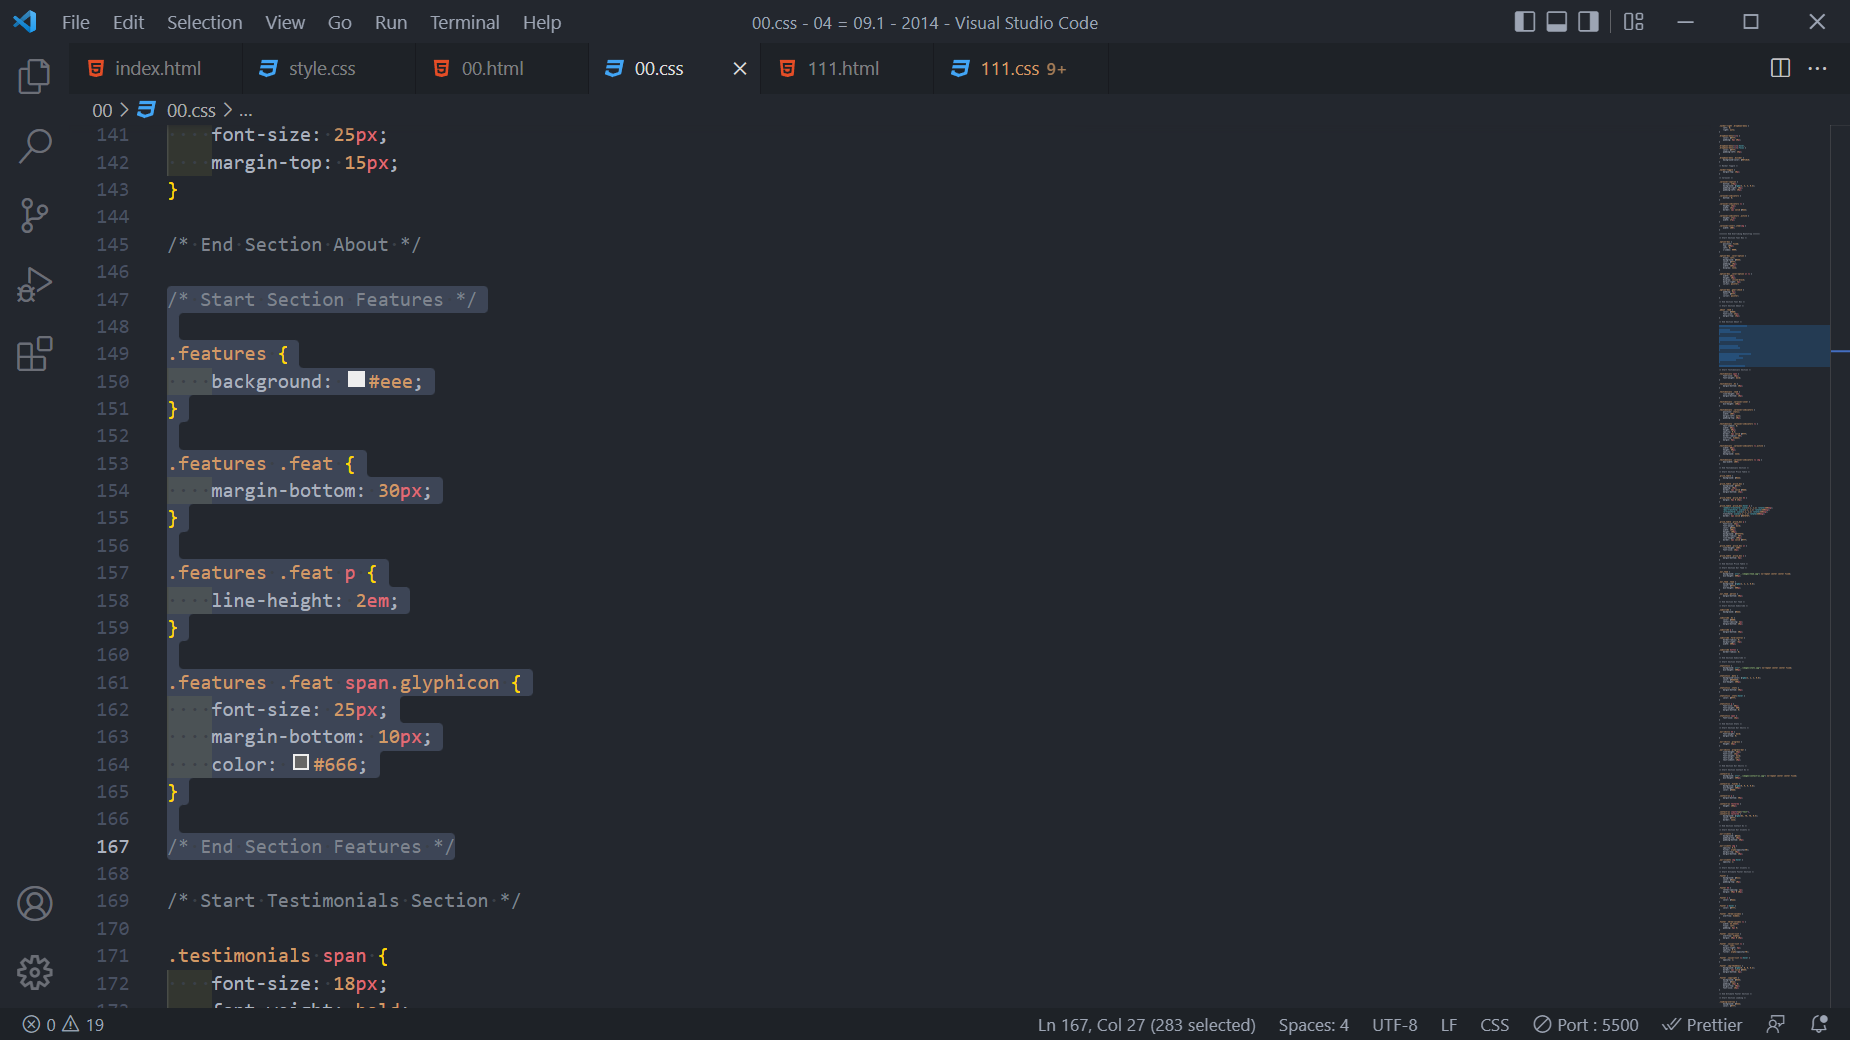 File Edit Selection View Go Run Terminal Help 00.css - 04 = 09.1 - 2014 - Visual Studio Code
index.html style.css 00.html 00.css 111.html 111.css 9+
00 > 00.css > ...
141 font-size: 25px;
142 margin-top: 15px;
143 }
144
145 /* End Section About */
146
147 /* Start Section Features */
148
149 .features {
150 background: #eee;
151 }
152
153 .features .feat {
154 margin-bottom: 30px;
155 }
156
157 .features .feat p {
158 line-height: 2em;
159 }
160
161 .features .feat span.glyphicon {
162 font-size: 25px;
163 margin-bottom: 10px;
164 color: #666;
165 }
166
167 /* End Section Features */
168
169 /* Start Testimonials Section */
170
171 .testimonials span {
172 font-size: 18px;
0 19 Ln 167, Col 27 (283 selected) Spaces: 4 UTF-8 LF CSS Port : 5500 Prettier